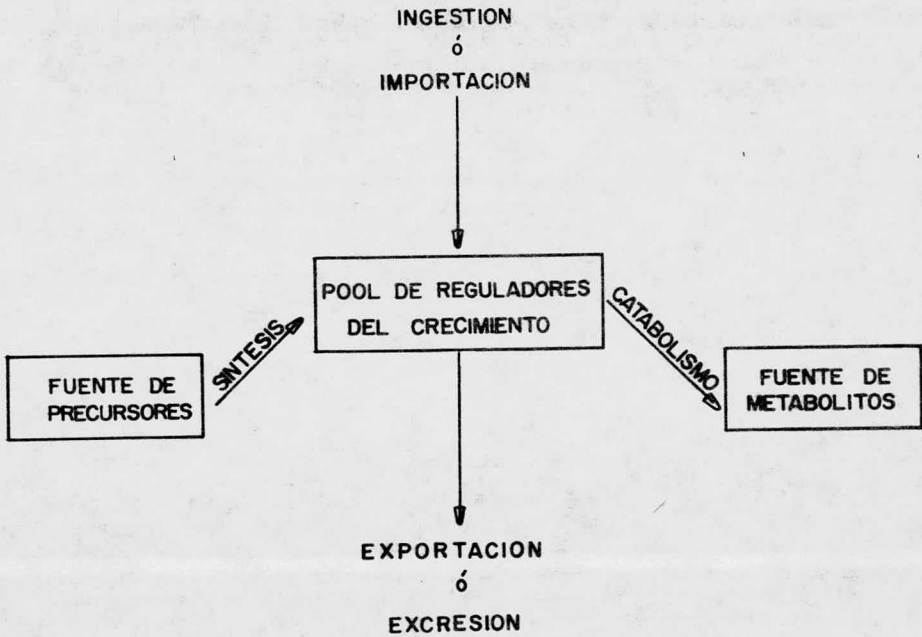 INGESTION
ó
IMPORTACION
POOL DE REGULADORES
DEL CRECIMIENTO
SINTESIS
CATABOLISMO
FUENTE DE
PRECURSORES
FUENTE DE
METABOLITOS
EXPORTACION
ó
EXCRESION